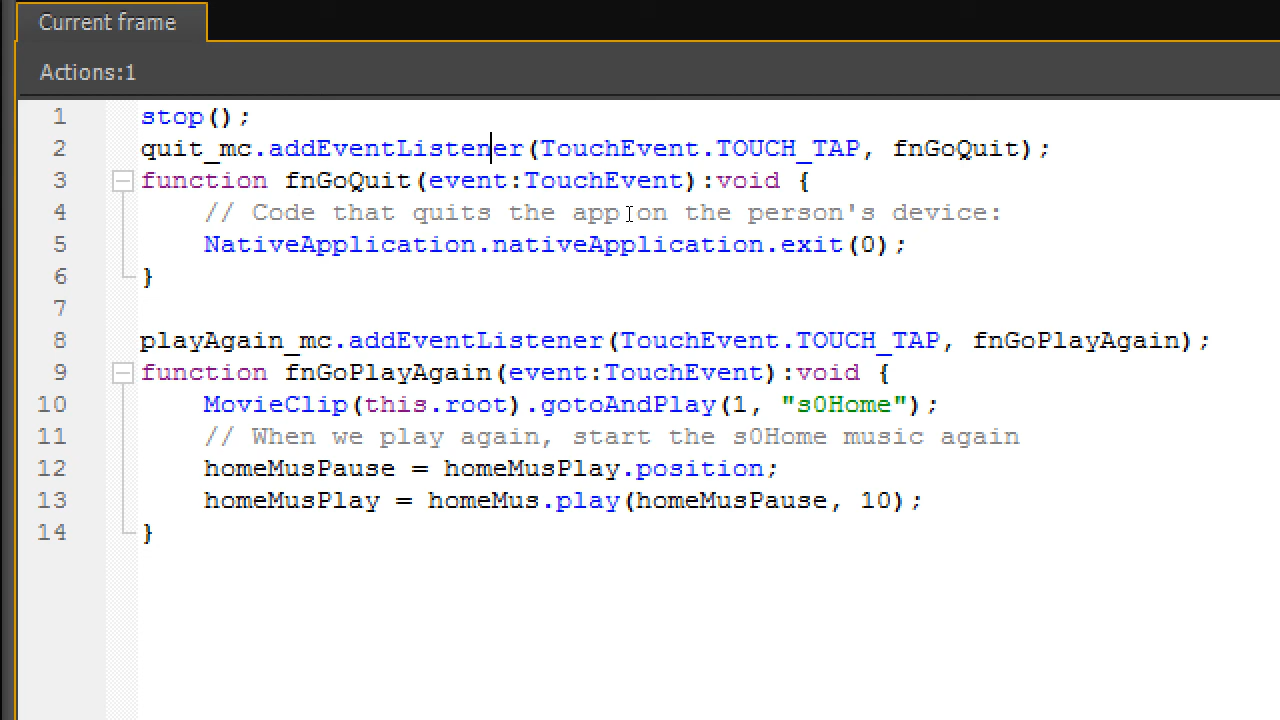 Current frame
Actions:1
1 stop();
2 quit_mc.addEventListener(TouchEvent.TOUCH_TAP, fnGoQuit);
3 function fnGoQuit(event:TouchEvent):void {
4 // Code that quits the app on the person's device:
5 NativeApplication.nativeApplication.exit(0);
6 }
7
8 playAgain_mc.addEventListener(TouchEvent.TOUCH_TAP, fnGoPlayAgain);
9 function fnGoPlayAgain(event:TouchEvent):void {
10 MovieClip(this.root).gotoAndPlay(1, "s0Home");
11 // When we play again, start the s0Home music again
12 homeMusPause = homeMusPlay.position;
13 homeMusPlay = homeMus.play(homeMusPause, 10);
14 }